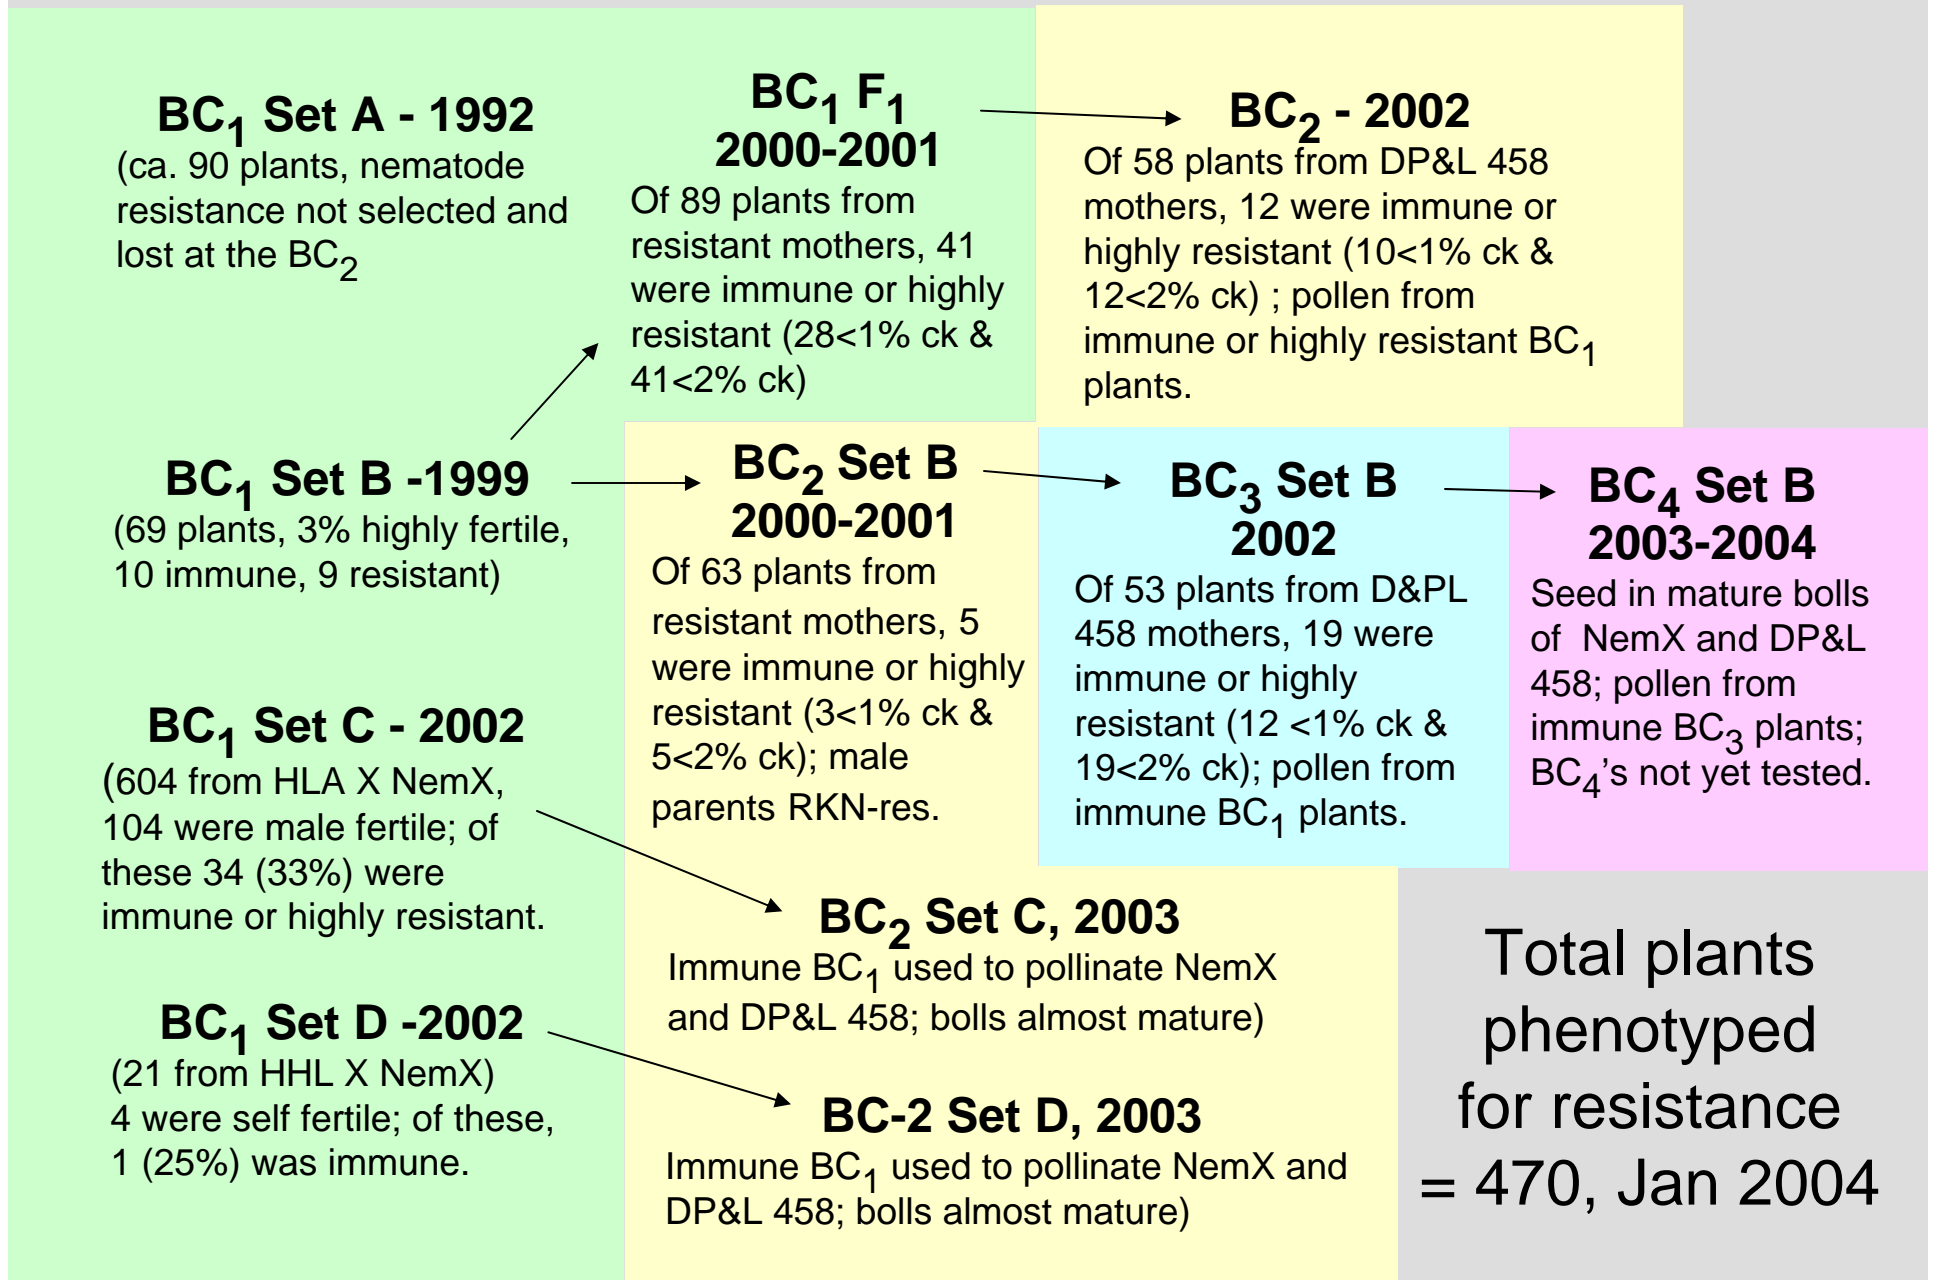 BC1 Set A - 1992
(ca. 90 plants, nematode
resistance not selected and
lost at the BC2
BC1 F1
2000-2001
Of 89 plants from
resistant mothers, 41
were immune or highly
resistant (28<1% ck &
41<2% ck)
BC2 - 2002
Of 58 plants from DP&L 458
mothers, 12 were immune or
highly resistant (10<1% ck &
12<2% ck) ; pollen from
immune or highly resistant BC1
plants.
BC1 Set B -1999
(69 plants, 3% highly fertile,
10 immune, 9 resistant)
BC2 Set B
2000-2001
Of 63 plants from
resistant mothers, 5
were immune or highly
resistant (3<1% ck &
5<2% ck); male
parents RKN-res.
BC3 Set B
2002
Of 53 plants from D&PL
458 mothers, 19 were
immune or highly
resistant (12 <1% ck &
19<2% ck); pollen from
immune BC1 plants.
BC4 Set B
2003-2004
Seed in mature bolls
of NemX and DP&L
458; pollen from
immune BC3 plants;
BC4's not yet tested.
BC1 Set C - 2002
(604 from HLA X NemX,
104 were male fertile; of
these 34 (33%) were
immune or highly resistant.
BC2 Set C, 2003
Immune BC1 used to pollinate NemX
and DP&L 458; bolls almost mature)
BC1 Set D -2002
(21 from HHL X NemX)
4 were self fertile; of these,
1 (25%) was immune.
BC-2 Set D, 2003
Immune BC1 used to pollinate NemX and
DP&L 458; bolls almost mature)
Total plants
phenotyped
for resistance
= 470, Jan 2004